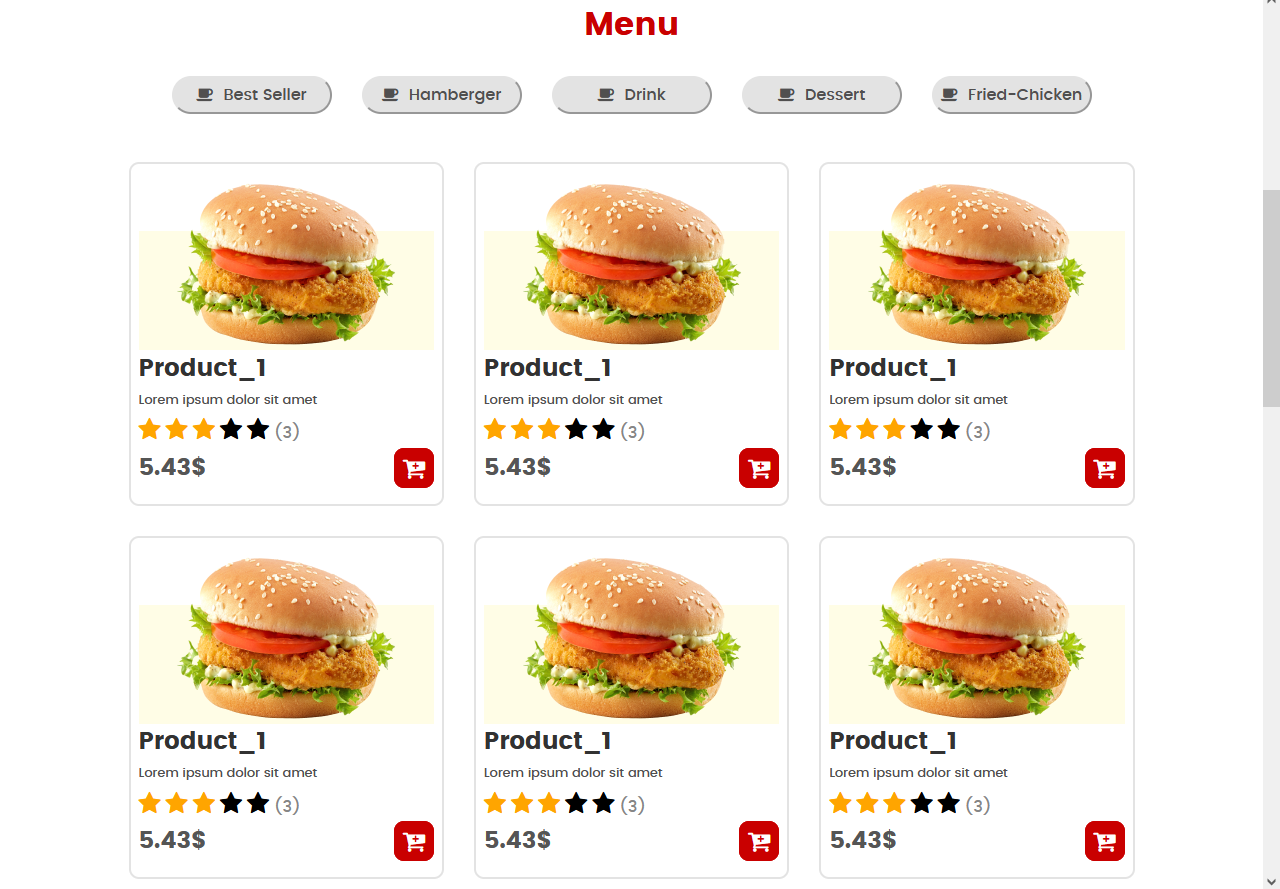 Menu
Best Seller Hamberger Drink Dessert Fried-Chicken
Product_1 Product_1 Product_1
Lorem ipsum dolor sit amet Lorem ipsum dolor sit amet Lorem ipsum dolor sit amet
(3) (3) (3)
5.43$ 5.43$ 5.43$
Product_1 Product_1 Product_1
Lorem ipsum dolor sit amet Lorem ipsum dolor sit amet Lorem ipsum dolor sit amet
(3) (3) (3)
5.43$ 5.43$ 5.43$